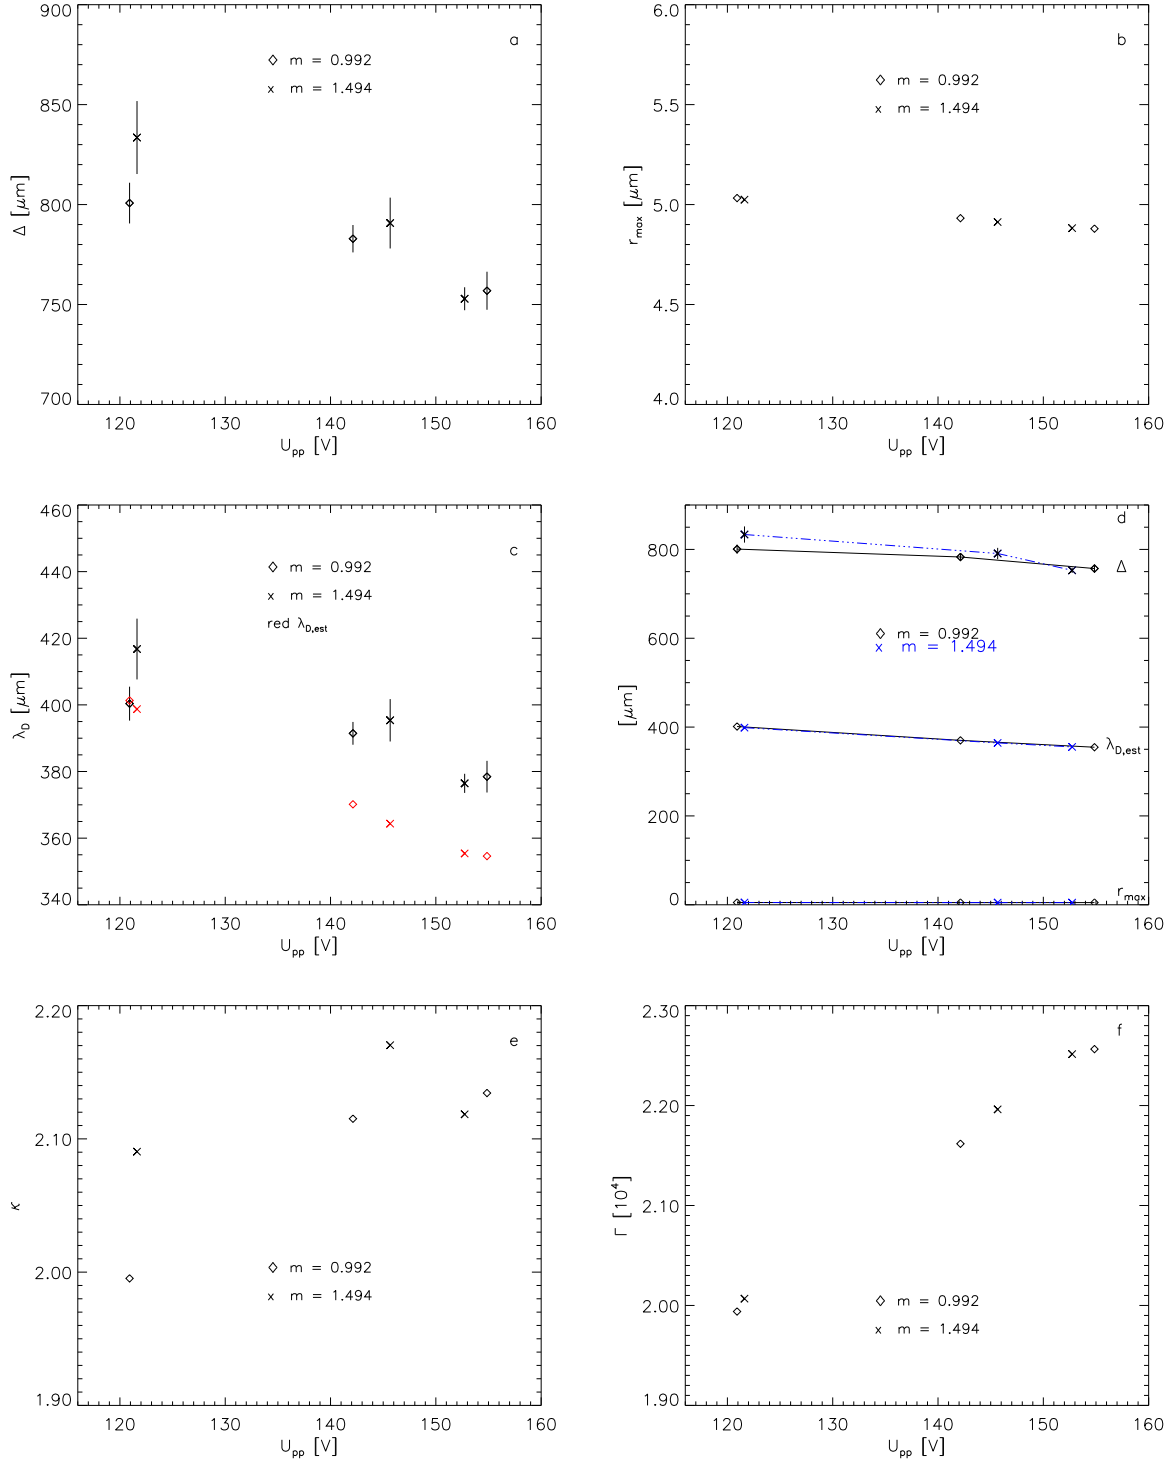 900
850
800
750
700
Δ [μm]
a
◇ m = 0.992
× m = 1.494
120 130 140 150 160
U_pp [V]
6.0
5.5
5.0
4.5
4.0
r_max [μm]
b
◇ m = 0.992
× m = 1.494
120 130 140 150 160
U_pp [V]
460
440
420
400
380
360
340
λ_D [μm]
c
◇ m = 0.992
× m = 1.494
red λ_D,est
120 130 140 150 160
U_pp [V]
800
600
400
200
0
[μm]
d
Δ
◇ m = 0.992
× m = 1.494
λ_D,est
r_max
120 130 140 150 160
U_pp [V]
2.20
2.10
2.00
1.90
κ
e
◇ m = 0.992
× m = 1.494
120 130 140 150 160
U_pp [V]
2.30
2.20
2.10
2.00
1.90
Γ [10⁴]
f
◇ m = 0.992
× m = 1.494
120 130 140 150 160
U_pp [V]